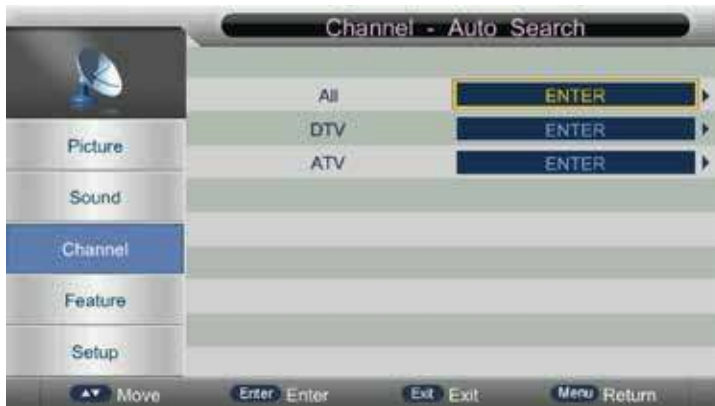 Channel - Auto Search
All ENTER
DTV ENTER
ATV ENTER
Picture
Sound
Channel
Feature
Setup
Move Enter Enter Exit Exit Menu Return